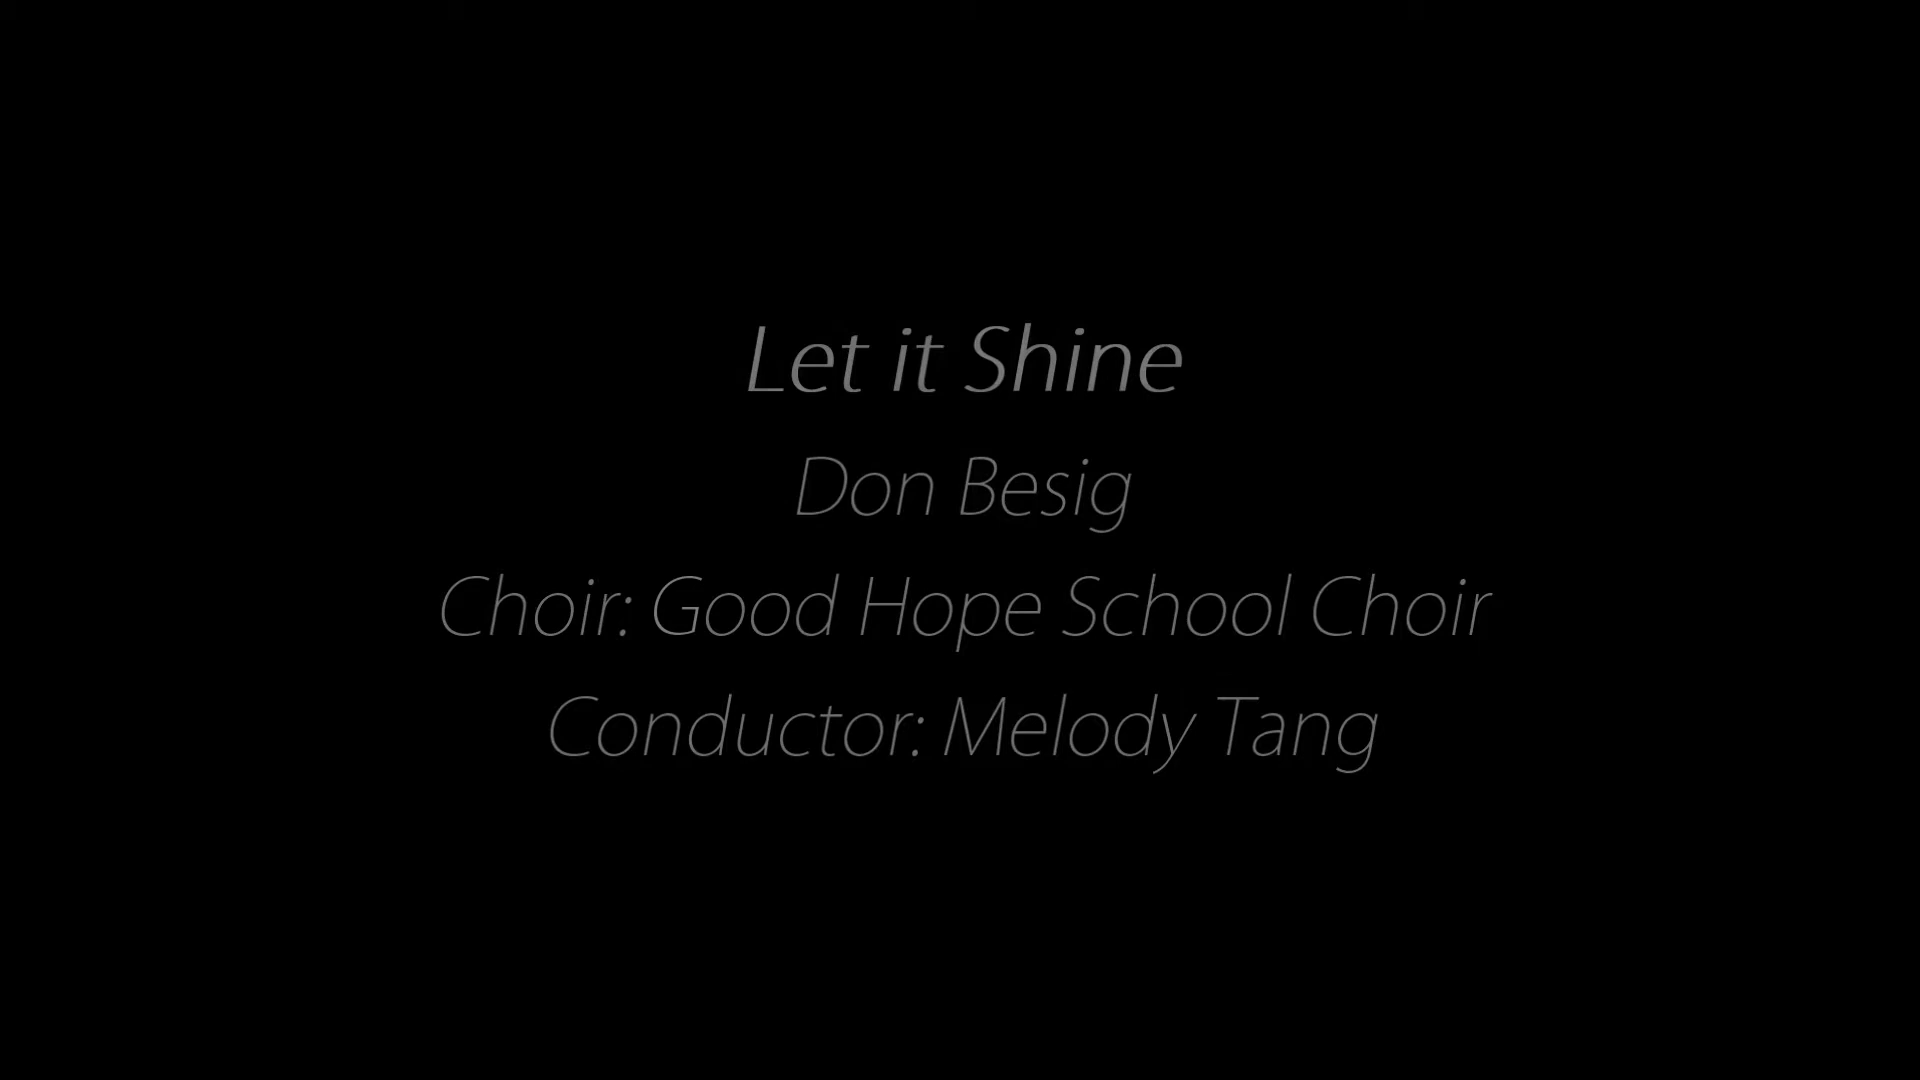 Let it Shine
Don Besig
Choir: Good Hope School Choir
Conductor: Melody Tang